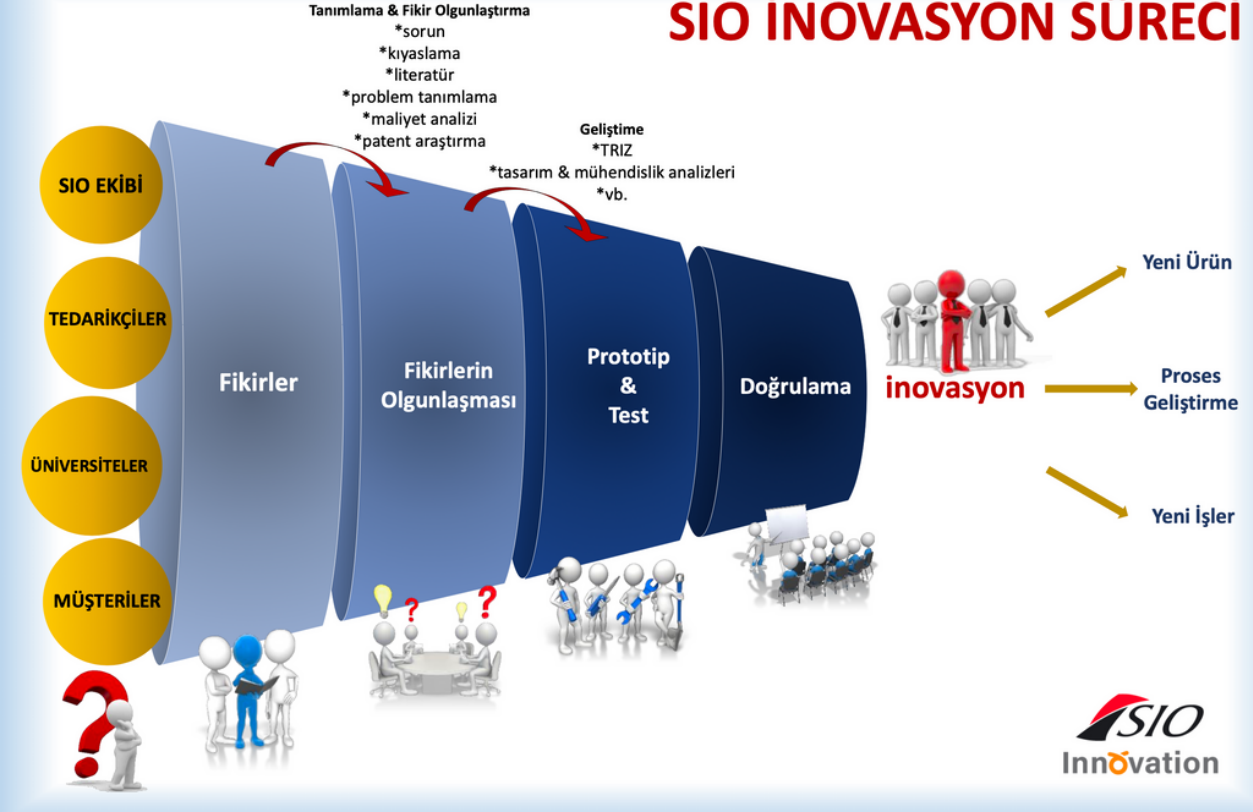 SIO INOVASYON SÜRECİ
Tanımlama & Fikir Olgunlaştırma
*sorun
*kıyaslama
*literatür
*problem tanımlama
*maliyet analizi
*patent araştırma
Geliştime
*TRIZ
*tasarım & mühendislik analizleri
*vb.
SIO EKİBİ
TEDARİKÇİLER
ÜNİVERSİTELER
MÜŞTERİLER
Fikirler
Fikirlerin
Olgunlaşması
Prototip
&
Test
Doğrulama
inovasyon
Yeni Ürün
Proses
Geliştirme
Yeni İşler
SIO
Innovation